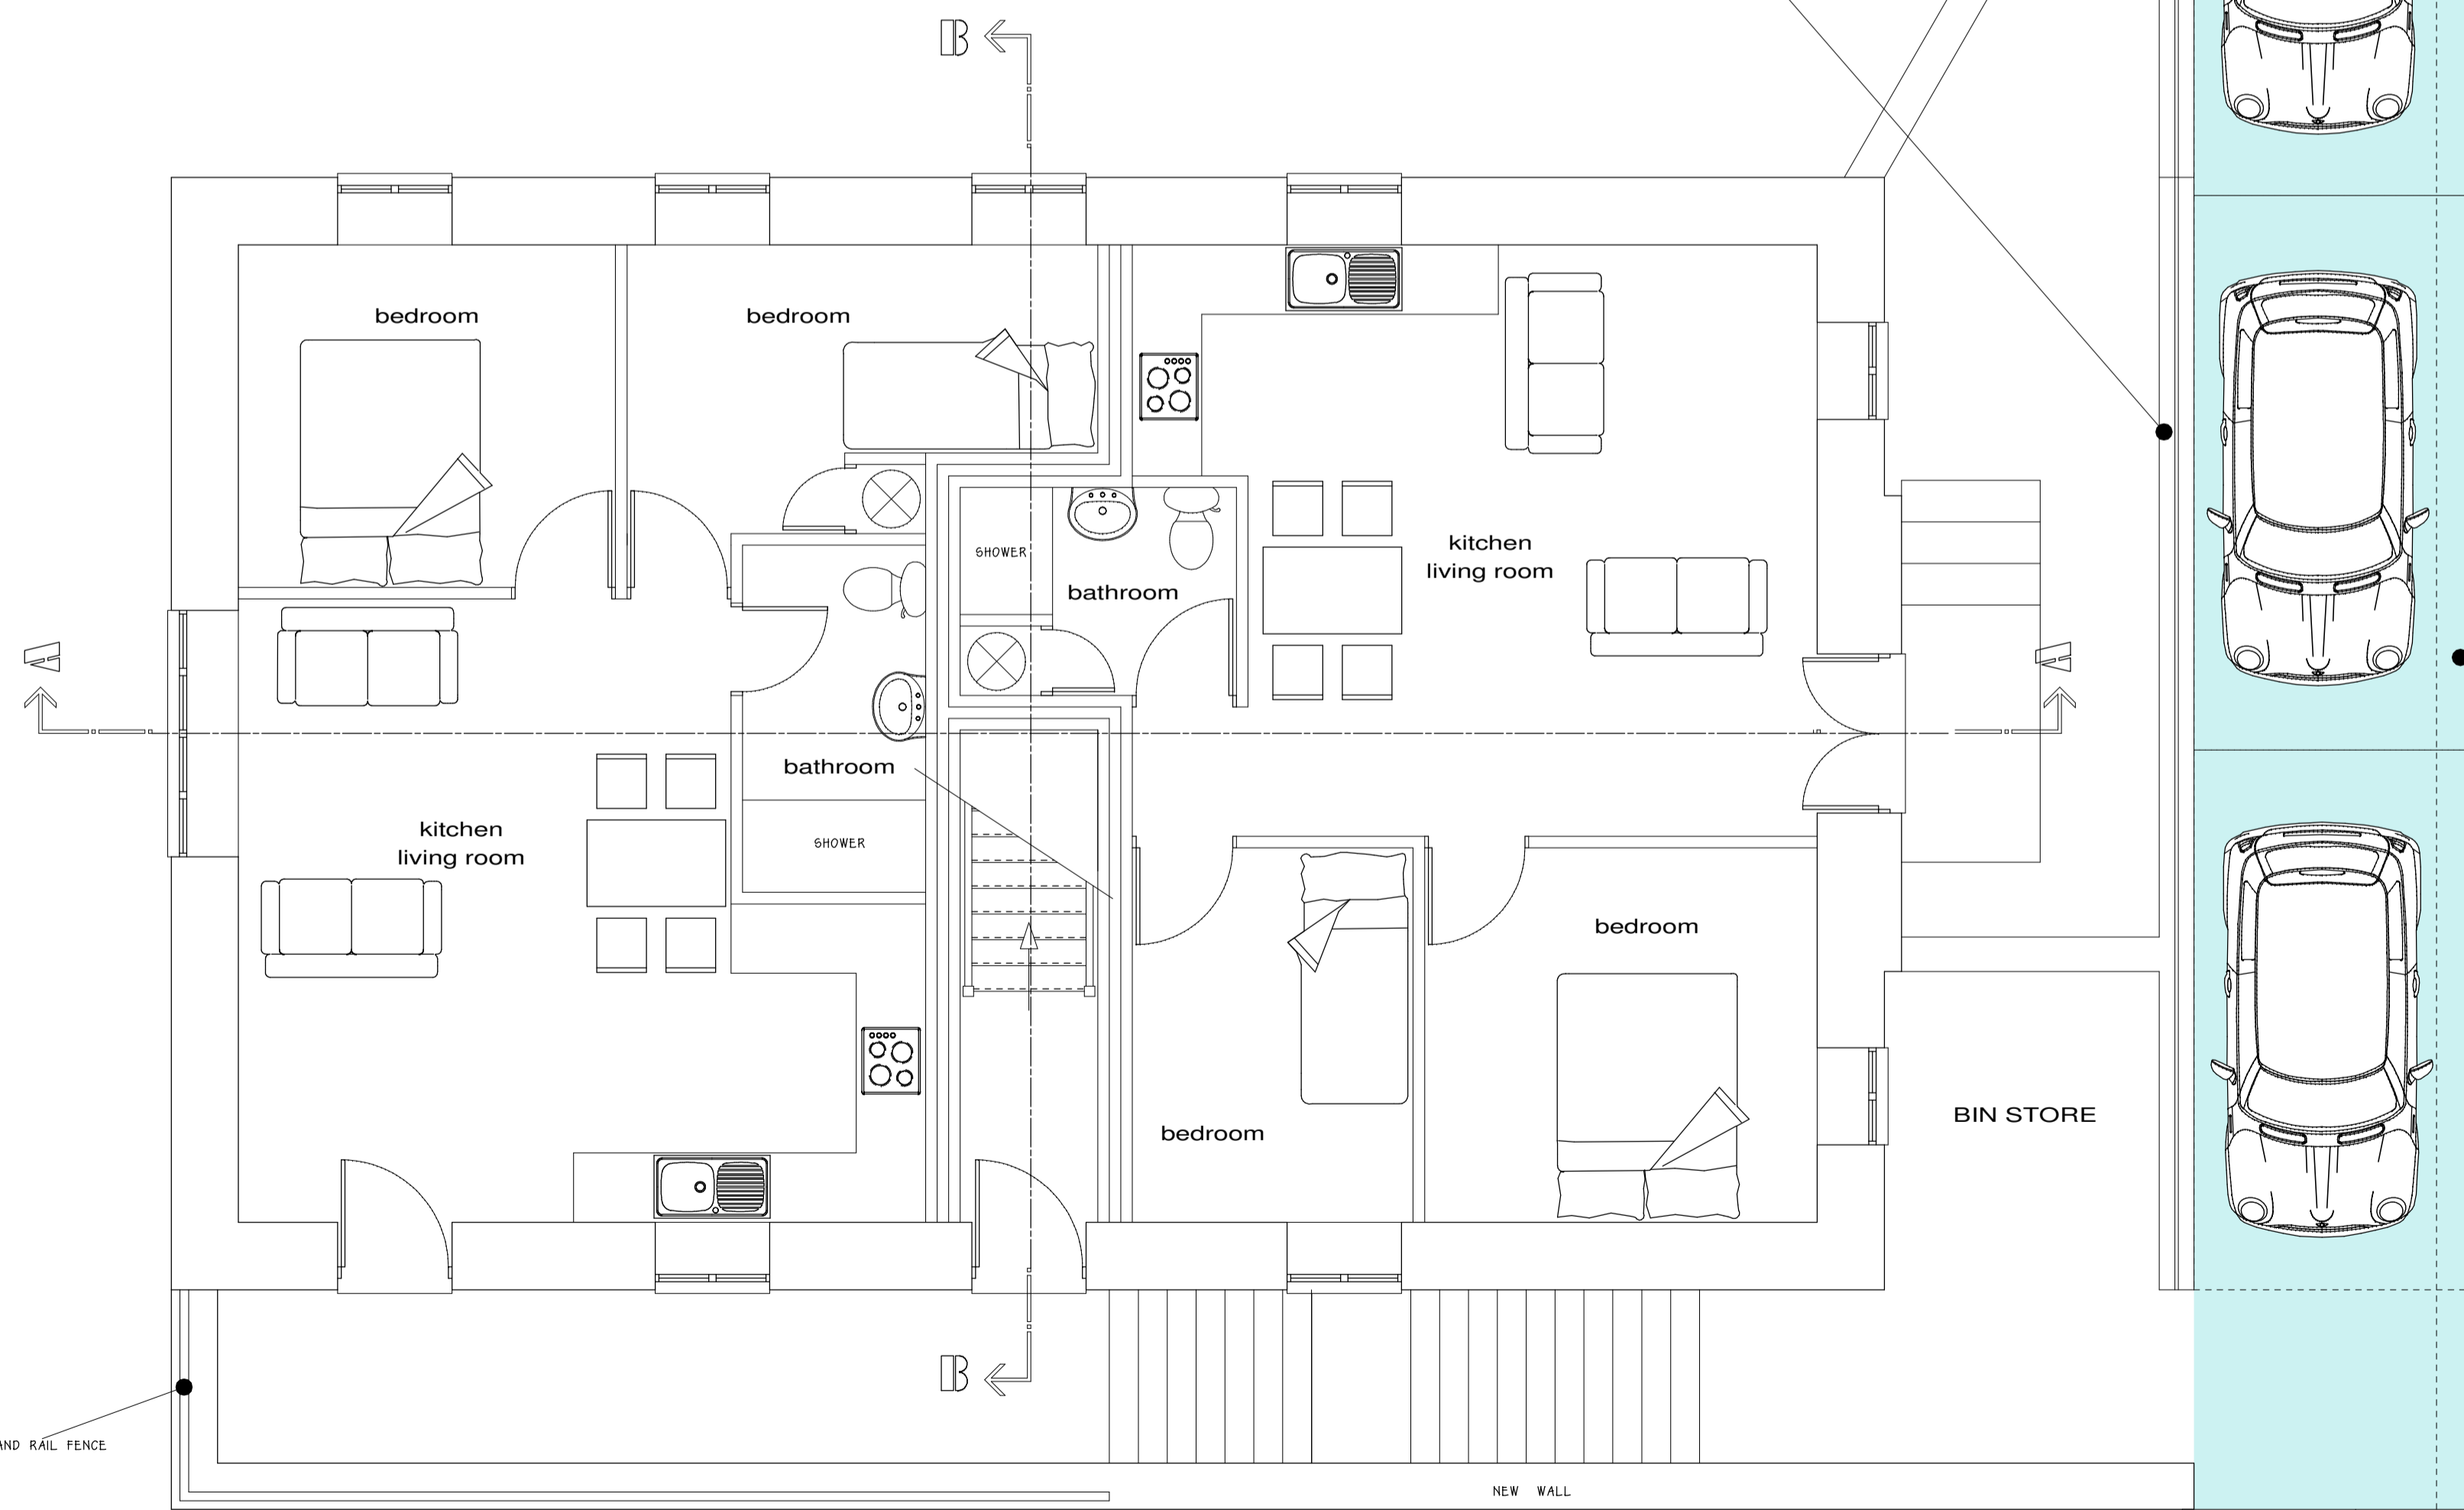 B
bedroom
bedroom
SHOWER
bathroom
kitchen
living room
A
A
bathroom
SHOWER
kitchen
living room
bedroom
bedroom
BIN STORE
B
AND RAIL FENCE
NEW WALL